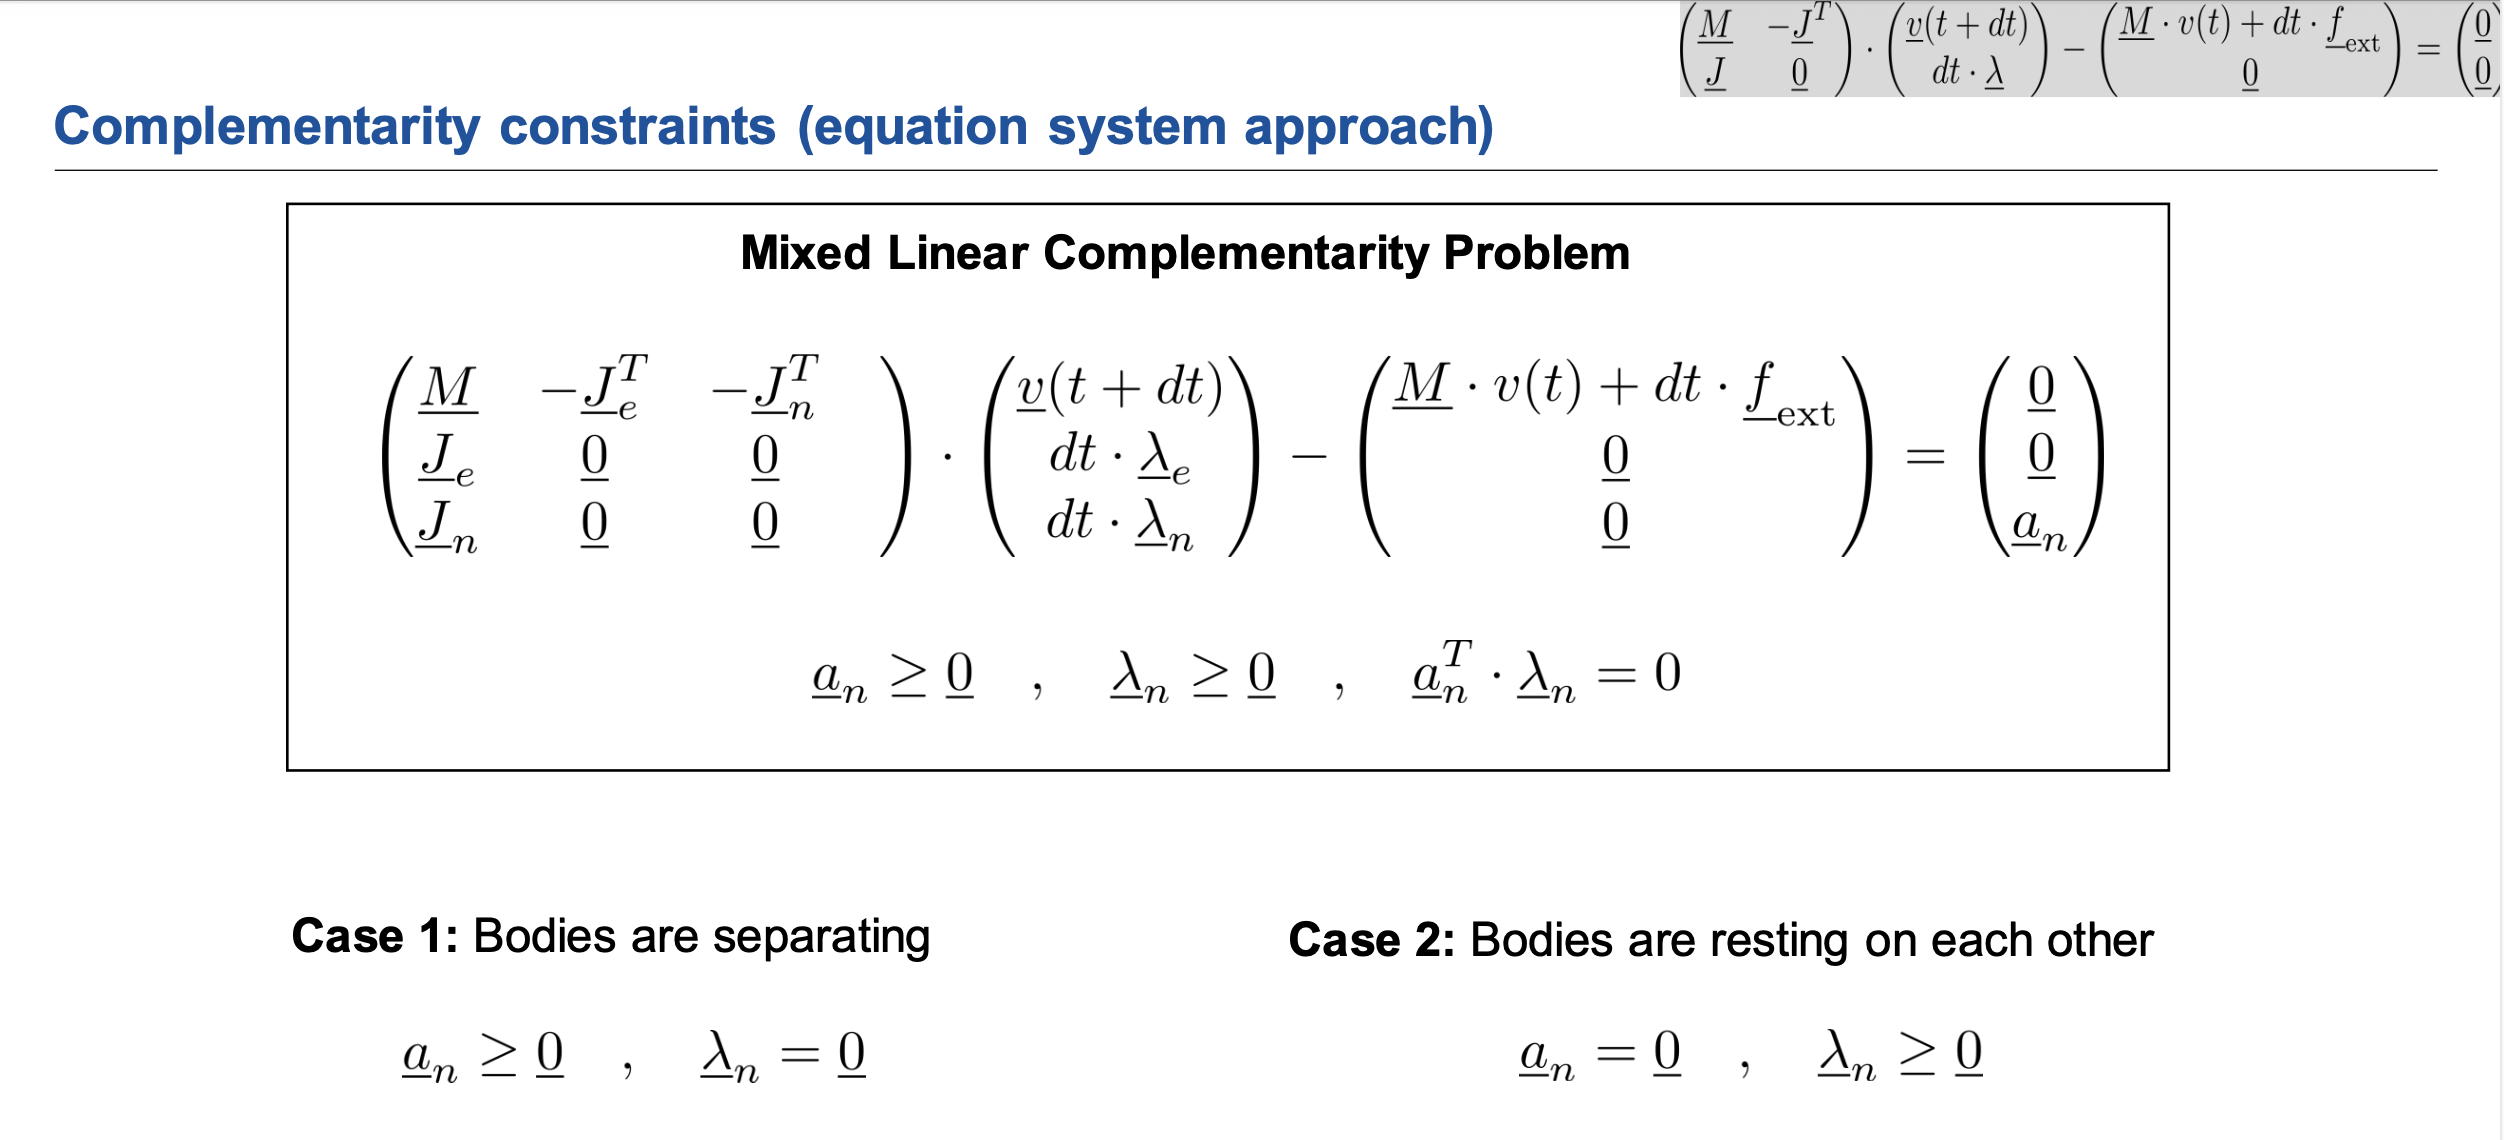 $\begin{pmatrix} \underline{M} & -\underline{J}^T \\ \underline{J} & \underline{0} \end{pmatrix} \cdot \begin{pmatrix} \underline{v}(t + dt) \\ dt \cdot \underline{\lambda} \end{pmatrix} - \begin{pmatrix} \underline{M} \cdot v(t) + dt \cdot \underline{f}_{\text{ext}} \\ \underline{0} \end{pmatrix} = \begin{pmatrix} \underline{0} \\ \underline{0} \end{pmatrix}$
Complementarity constraints (equation system approach)
Mixed Linear Complementarity Problem
$\begin{pmatrix} \underline{M} & -\underline{J}_e^T & -\underline{J}_n^T \\ \underline{J}_e & \underline{0} & \underline{0} \\ \underline{J}_n & \underline{0} & \underline{0} \end{pmatrix} \cdot \begin{pmatrix} \underline{v}(t + dt) \\ dt \cdot \underline{\lambda}_e \\ dt \cdot \underline{\lambda}_n \end{pmatrix} - \begin{pmatrix} \underline{M} \cdot v(t) + dt \cdot \underline{f}_{\text{ext}} \\ \underline{0} \\ \underline{0} \end{pmatrix} = \begin{pmatrix} \underline{0} \\ \underline{0} \\ \underline{a}_n \end{pmatrix}$
$\underline{a}_n \geq \underline{0} \quad , \quad \underline{\lambda}_n \geq \underline{0} \quad , \quad \underline{a}_n^T \cdot \underline{\lambda}_n = 0$
Case 1: Bodies are separating
$\underline{a}_n \geq \underline{0} \quad , \quad \underline{\lambda}_n = \underline{0}$
Case 2: Bodies are resting on each other
$\underline{a}_n = \underline{0} \quad , \quad \underline{\lambda}_n \geq \underline{0}$